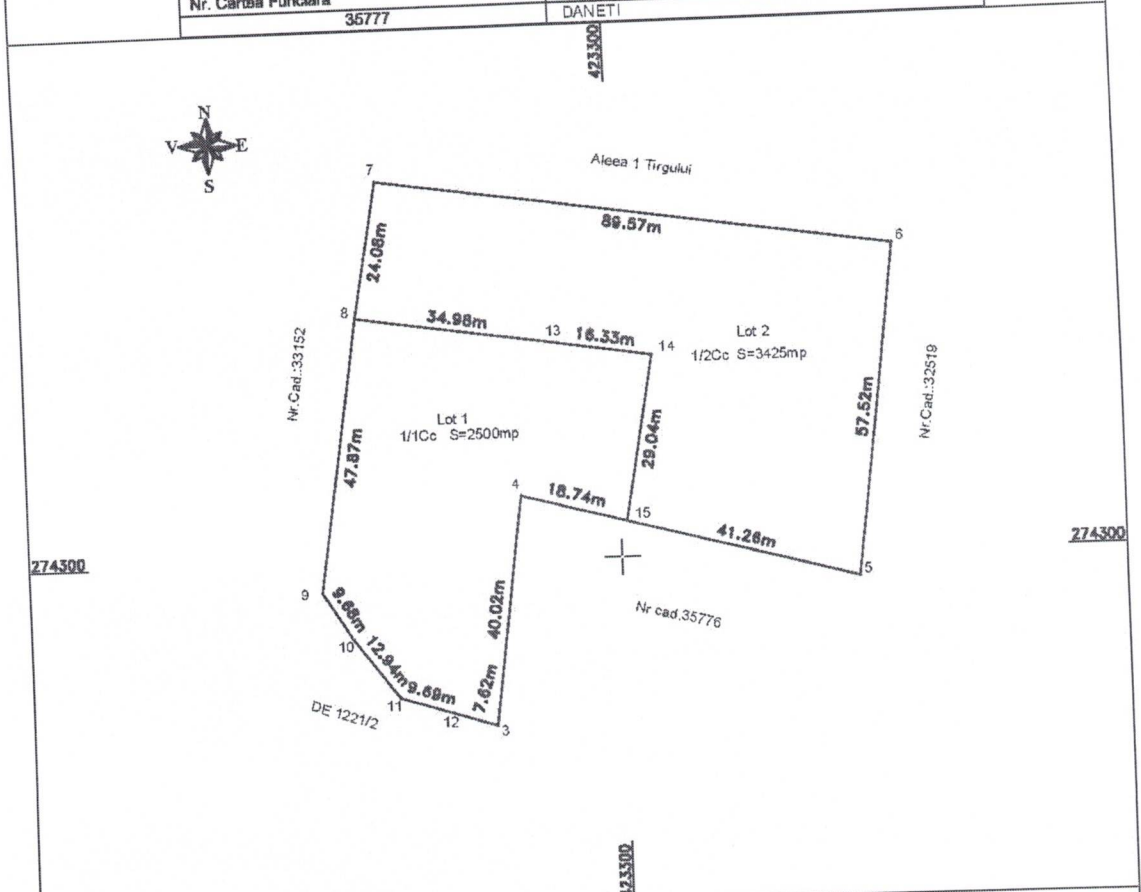 Nr. Cartea Funciara
35777
DANETI
423300
N
V E
S
Aleea 1 Tirgului
7
89.57m
6
24.08m
8
34.98m
13
16.33m
14
Lot 2
1/2Cc S=3425mp
Nr.Cad.:33152
Nr.Cad.:32519
57.52m
Lot 1
1/1Cc S=2500mp
29.04m
47.87m
4
18.74m
15
41.26m
5
274300
274300
9
9.68m
40.02m
Nr cad.35776
10
12.94m
9.69m
7.62m
11
12
3
DE 1221/2
423300